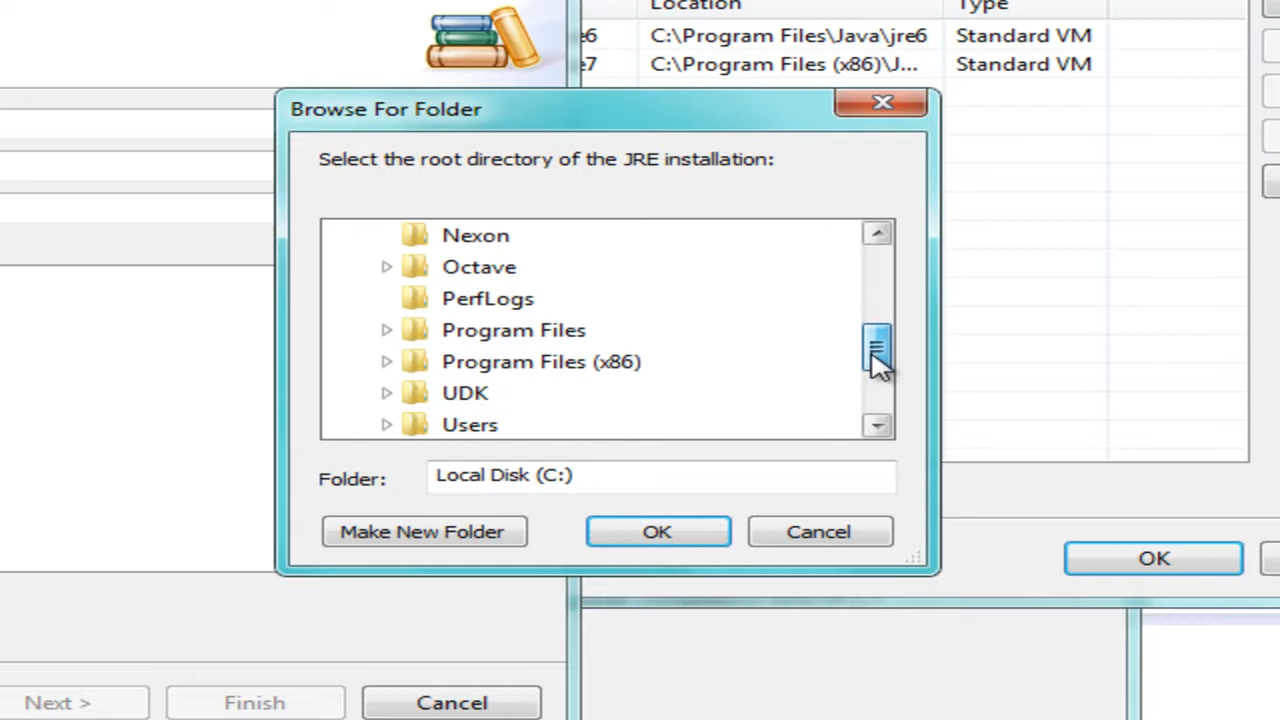 Location Type
e6 C:\Program Files\Java\jre6 Standard VM
e7 C:\Program Files (x86)\J... Standard VM
Browse For Folder
Select the root directory of the JRE installation:
Nexon
Octave
PerfLogs
Program Files
Program Files (x86)
UDK
Users
Folder: Local Disk (C:)
Make New Folder OK Cancel
OK
Next > Finish Cancel